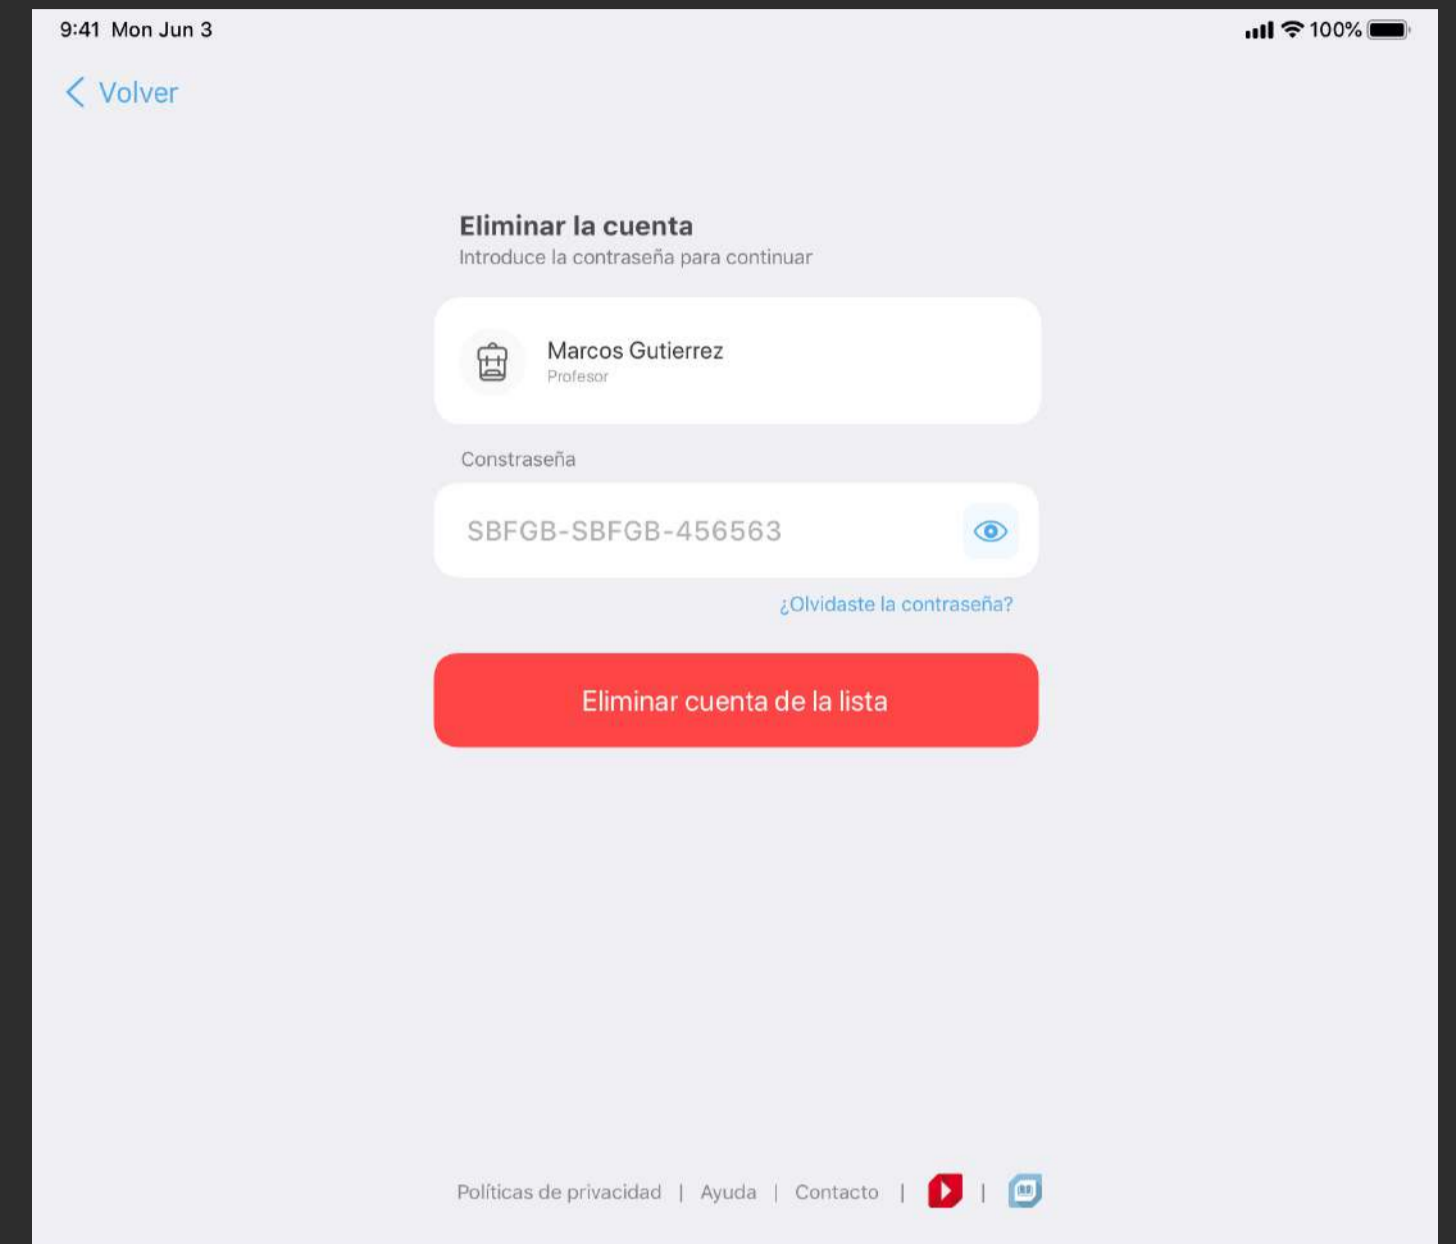 9:41 Mon Jun 3
100%
Volver
Eliminar la cuenta
Introduce la contraseña para continuar
Marcos Gutierrez
Profesor
Constraseña
SBFGB-SBFGB-456563
¿Olvidaste la contraseña?
Eliminar cuenta de la lista
Políticas de privacidad | Ayuda | Contacto | |